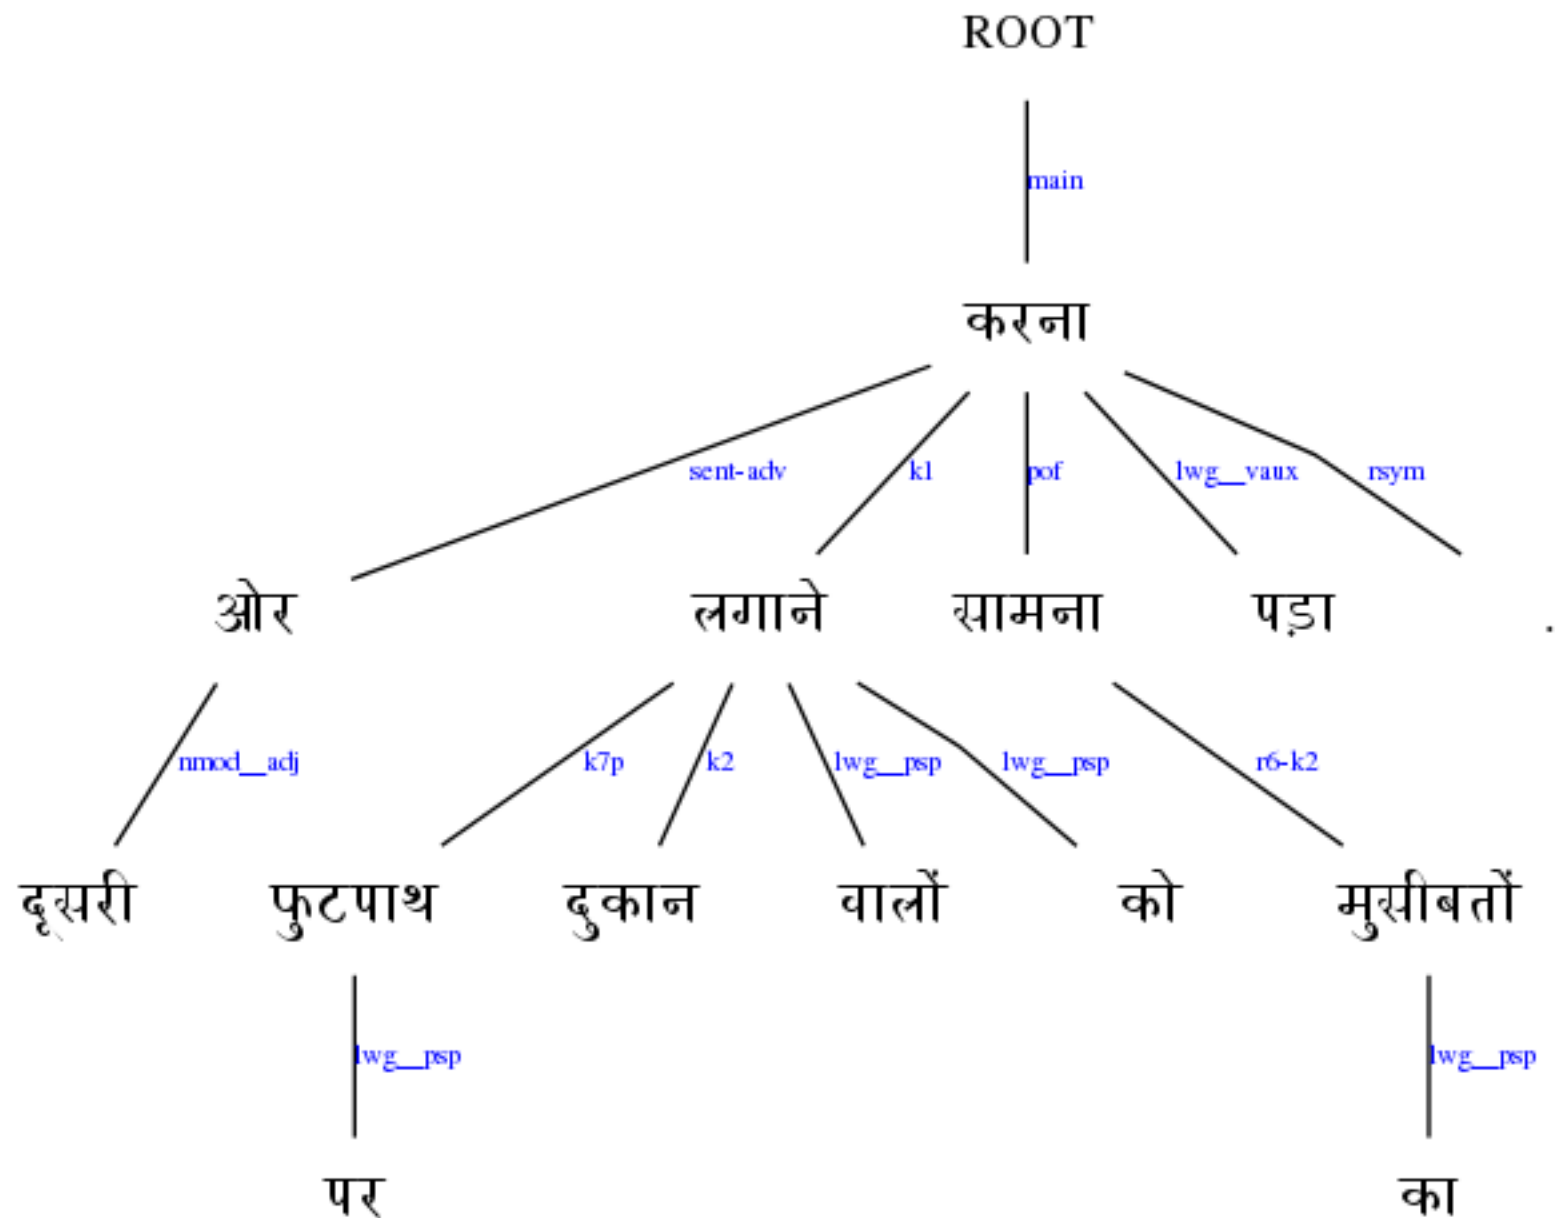 ROOT
main
करना
sent-adv k1 pof lwg__vaux rsym
ओर लगाने सामना पड़ा .
nmod__adj k7p k2 lwg__psp lwg__psp r6-k2
दूसरी फुटपाथ दुकान वालों को मुसीबतों
lwg__psp lwg__psp
पर का